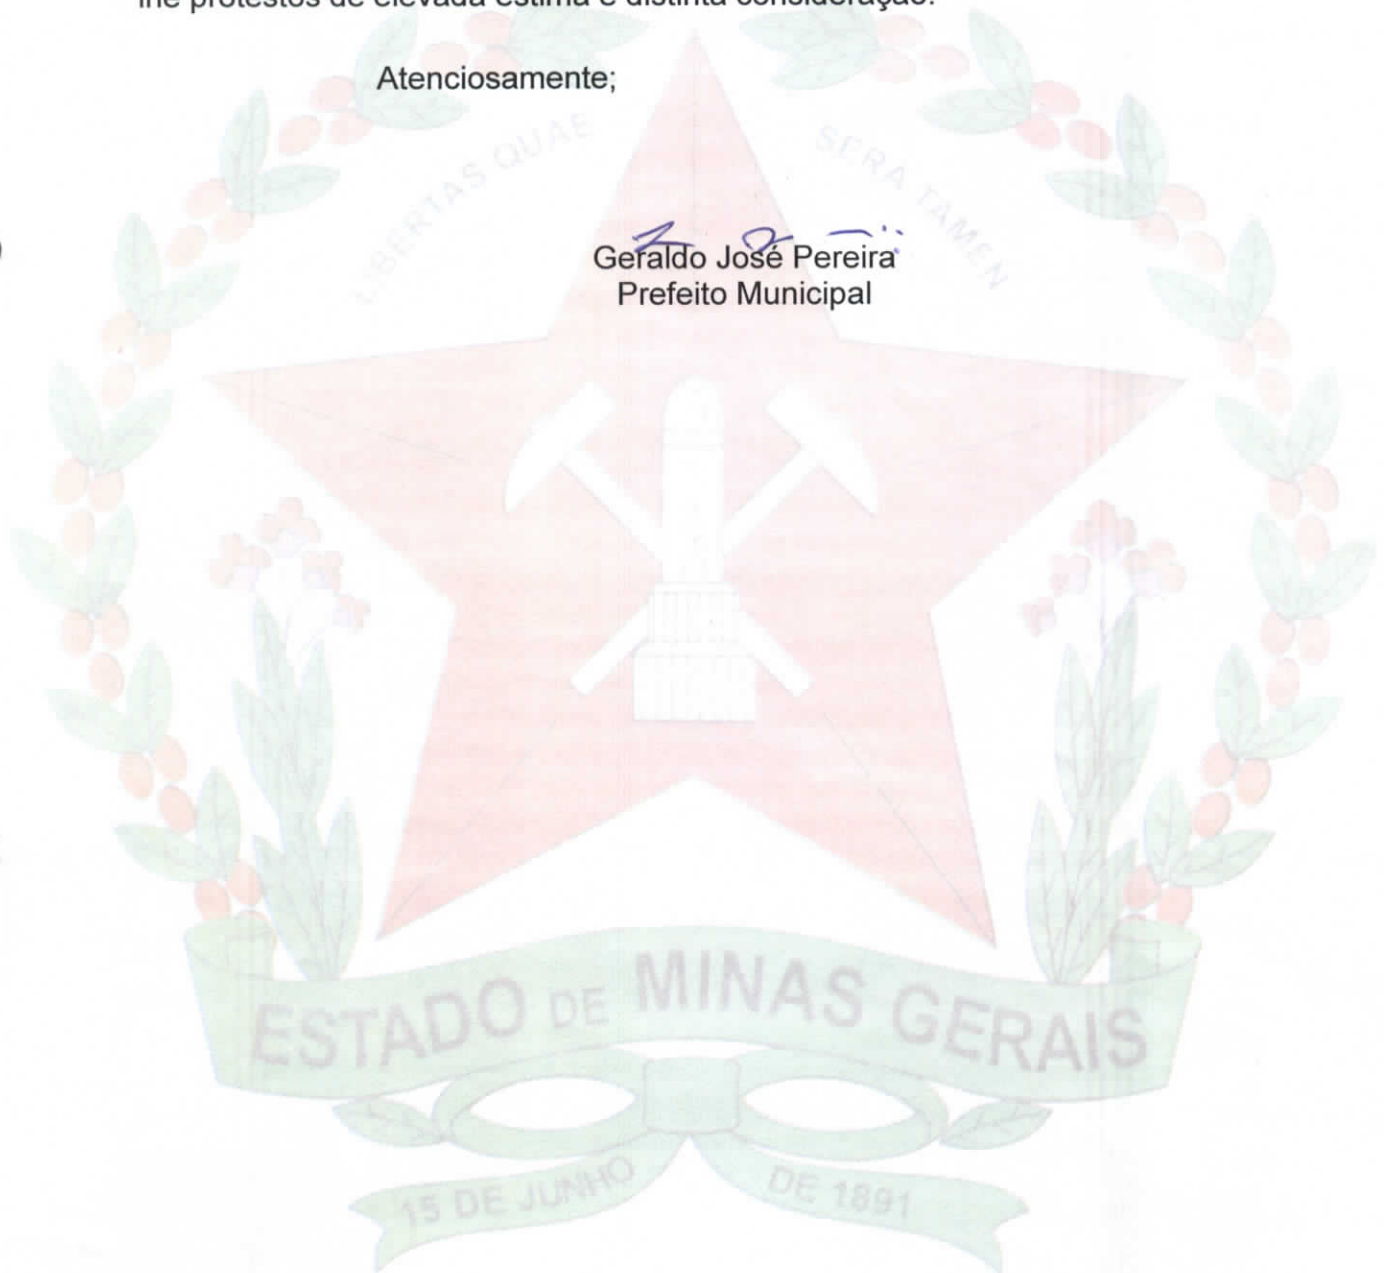 lhe protestos de elevada estima e distinta consideração.
Atenciosamente;
LIBERTAS QUAE SERA TAMEN
Geraldo José Pereira
Prefeito Municipal
ESTADO DE MINAS GERAIS
15 DE JUNHO DE 1891